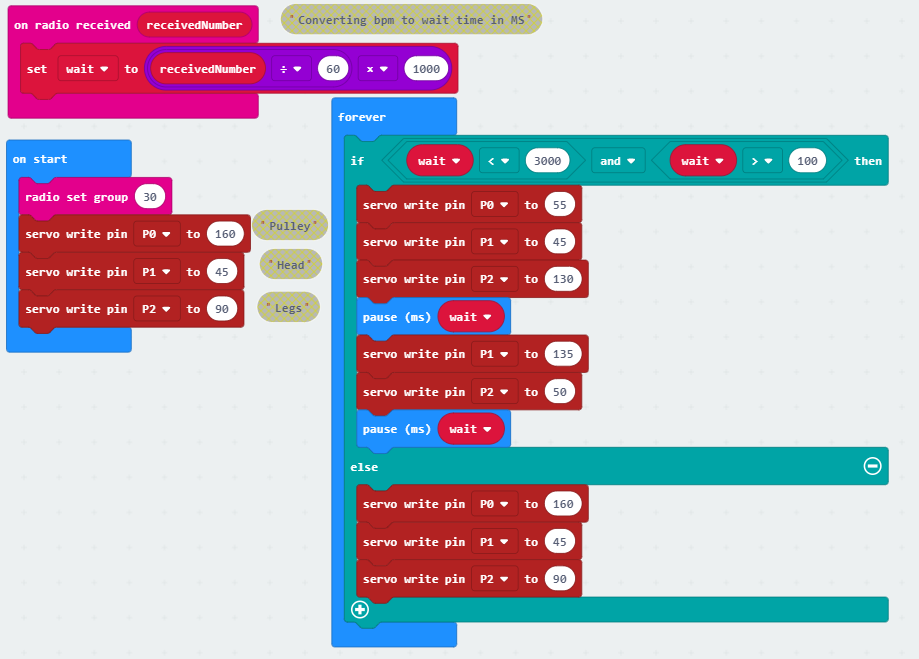 on radio received receivedNumber
"Converting bpm to wait time in MS"
set wait to receivedNumber ÷ 60 x 1000
on start
radio set group 30
servo write pin P0 to 160
"Pulley"
servo write pin P1 to 45
"Head"
servo write pin P2 to 90
"Legs"
forever
if wait < 3000 and wait > 100 then
servo write pin P0 to 55
servo write pin P1 to 45
servo write pin P2 to 130
pause (ms) wait
servo write pin P1 to 135
servo write pin P2 to 50
pause (ms) wait
else
servo write pin P0 to 160
servo write pin P1 to 45
servo write pin P2 to 90